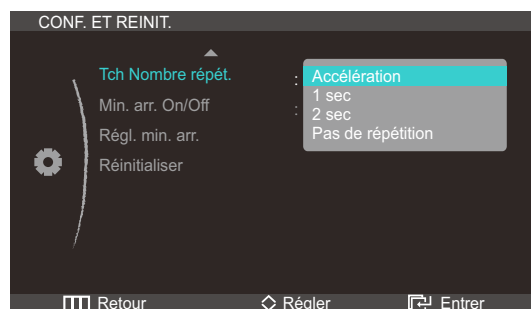 CONF. ET REINIT.
Tch Nombre répét. : Accélération
1 sec
Min. arr. On/Off : 2 sec
Pas de répétition
Régl. min. arr.
Réinitialiser
Retour Régler Entrer